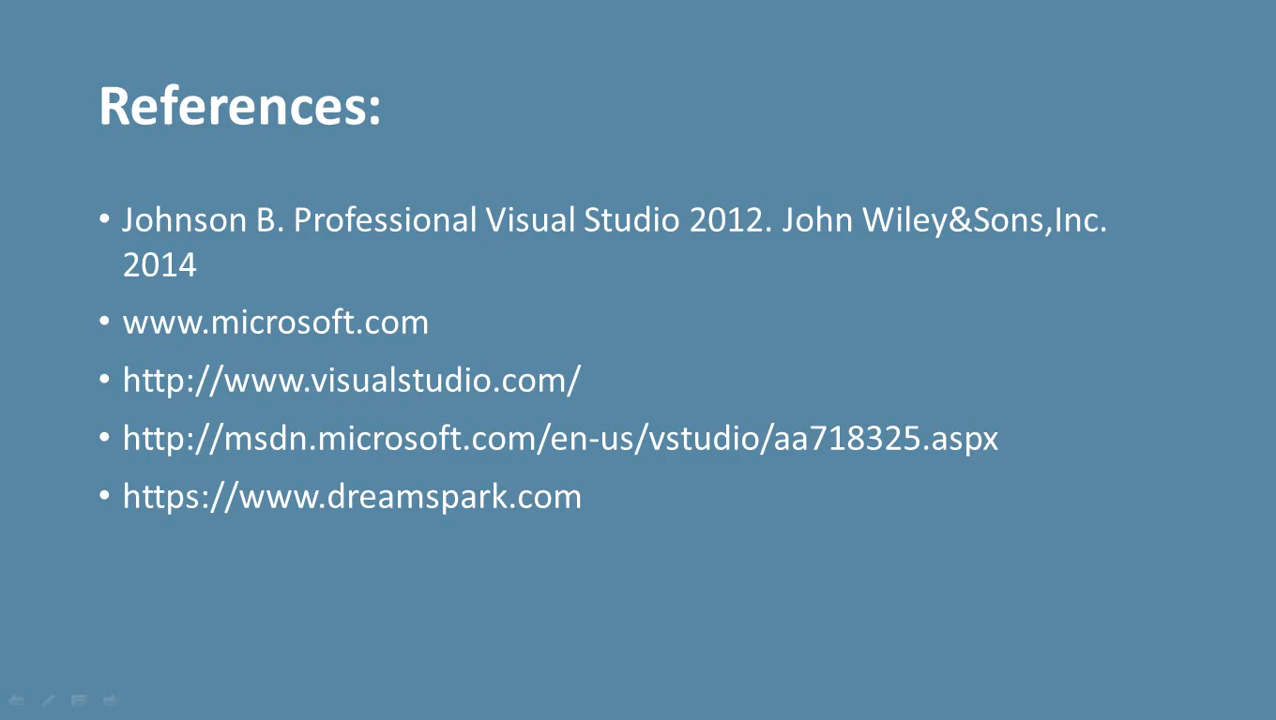 References:
• Johnson B. Professional Visual Studio 2012. John Wiley&Sons,Inc.
2014
• www.microsoft.com
• http://www.visualstudio.com/
• http://msdn.microsoft.com/en-us/vstudio/aa718325.aspx
• https://www.dreamspark.com